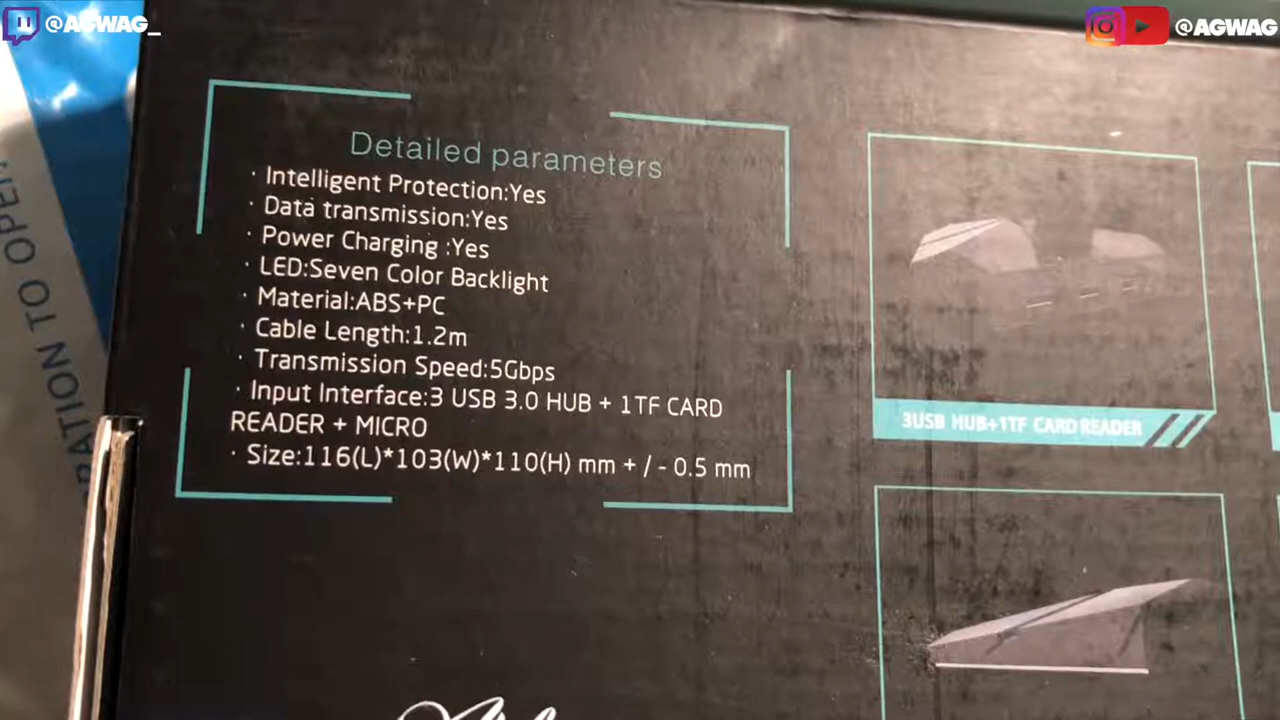 @AGWAG_
@AGWAG
Detailed parameters
· Intelligent Protection:Yes
· Data transmission:Yes
· Power Charging :Yes
· LED:Seven Color Backlight
· Material:ABS+PC
· Cable Length:1.2m
· Transmission Speed:5Gbps
· Input Interface:3 USB 3.0 HUB + 1TF CARD
READER + MICRO
· Size:116(L)*103(W)*110(H) mm + / - 0.5 mm
3USB HUB+1TF CARD READER
RATION TO OPEN